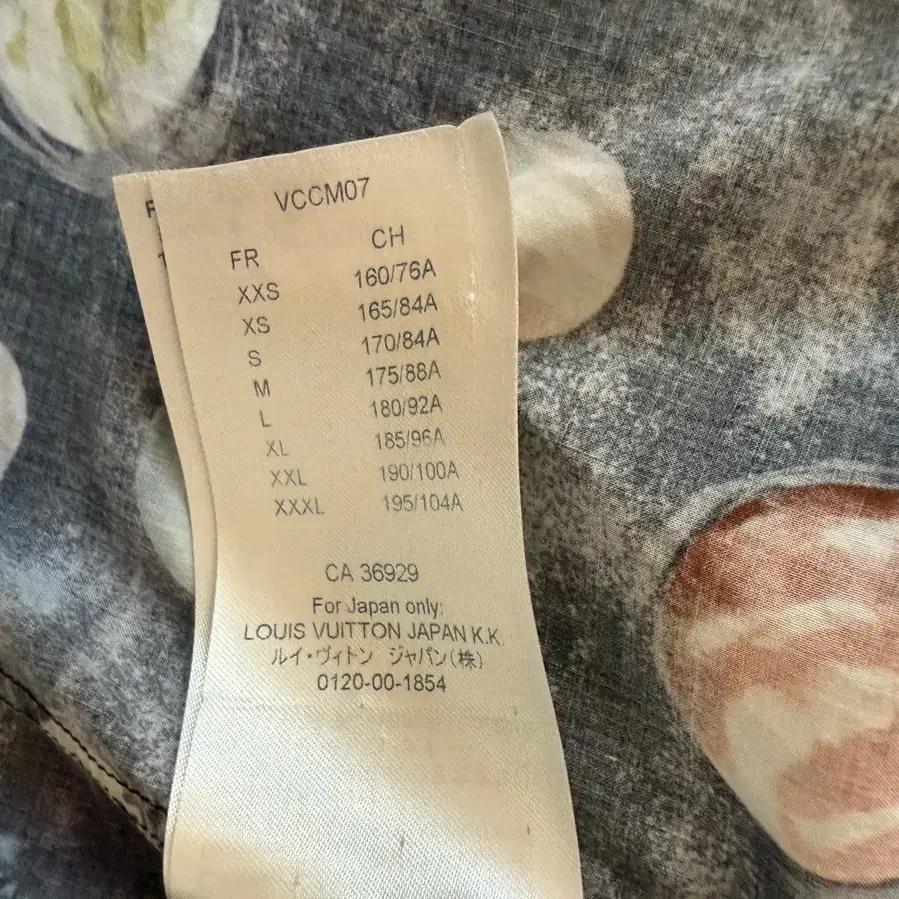 VCCM07
FR CH
XXS 160/76A
XS 165/84A
S 170/84A
M 175/88A
L 180/92A
XL 185/96A
XXL 190/100A
XXXL 195/104A
CA 36929
For Japan only:
LOUIS VUITTON JAPAN K.K.
ルイ・ヴィトン ジャパン(株)
0120-00-1854